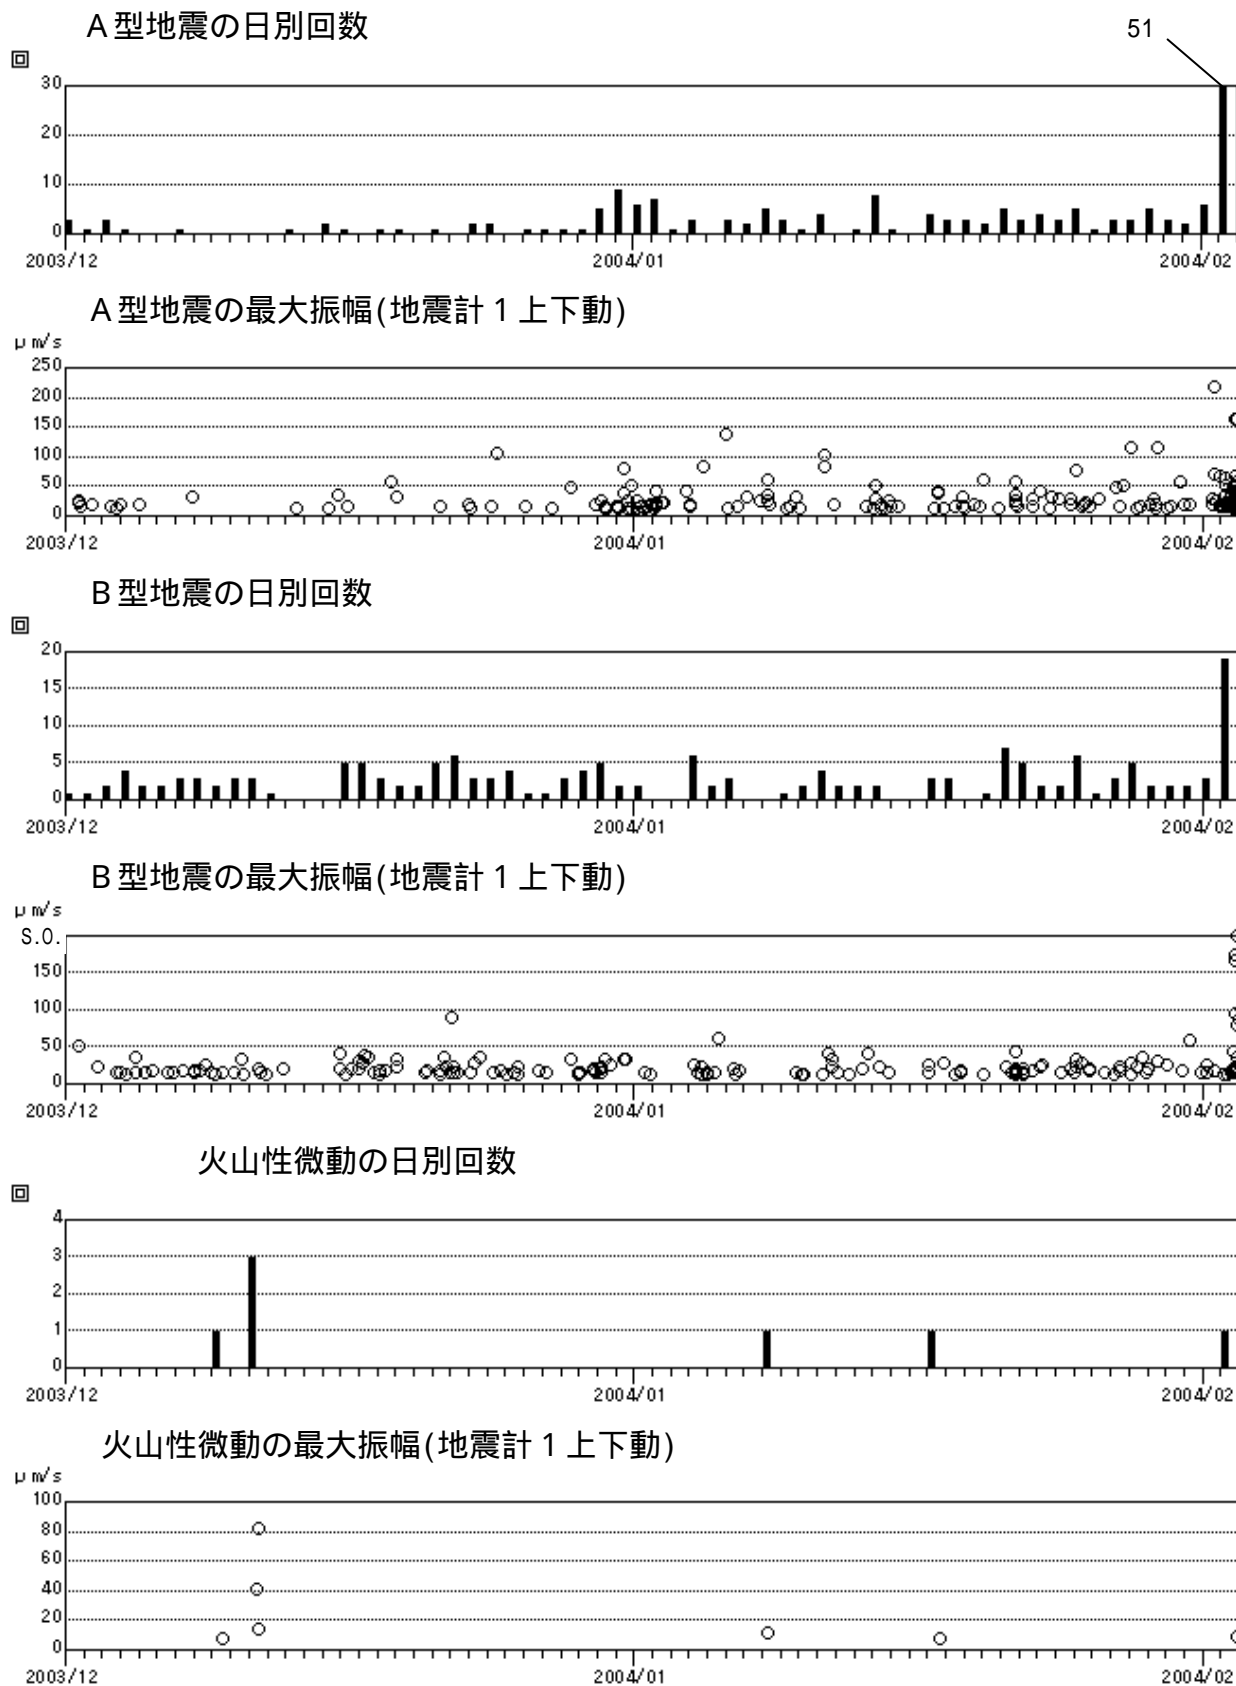 A型地震の日別回数
51
回
30
20
10
0
2003/12 2004/01 2004/02
A型地震の最大振幅(地震計1上下動)
μm/s
250
200
150
100
50
0
2003/12 2004/01 2004/02
B型地震の日別回数
回
20
15
10
5
0
2003/12 2004/01 2004/02
B型地震の最大振幅(地震計1上下動)
μm/s
S.O.
150
100
50
0
2003/12 2004/01 2004/02
火山性微動の日別回数
回
4
3
2
1
0
2003/12 2004/01 2004/02
火山性微動の最大振幅(地震計1上下動)
μm/s
100
80
60
40
20
0
2003/12 2004/01 2004/02